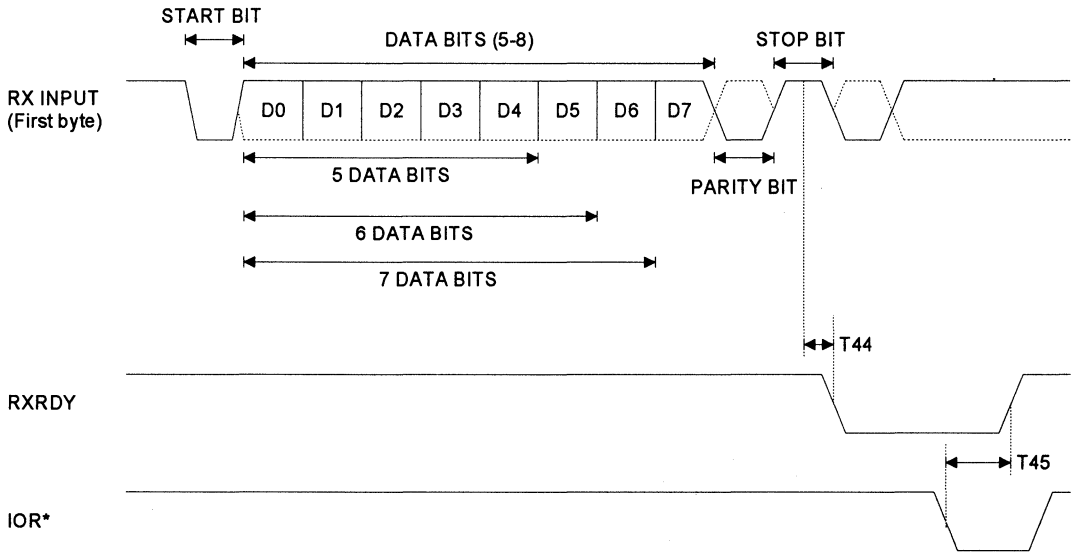 START BIT
DATA BITS (5-8)
STOP BIT
RX INPUT
(First byte)
D0 D1 D2 D3 D4 D5 D6 D7
5 DATA BITS
PARITY BIT
6 DATA BITS
7 DATA BITS
T44
RXRDY
T45
IOR*